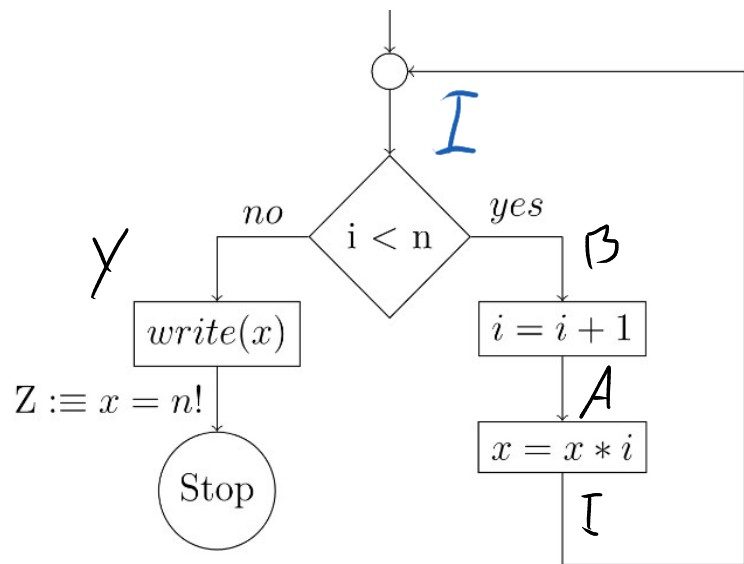 I
no
i < n
yes
Y
B
write(x)
i = i + 1
Z :≡ x = n!
A
x = x ∗ i
Stop
I